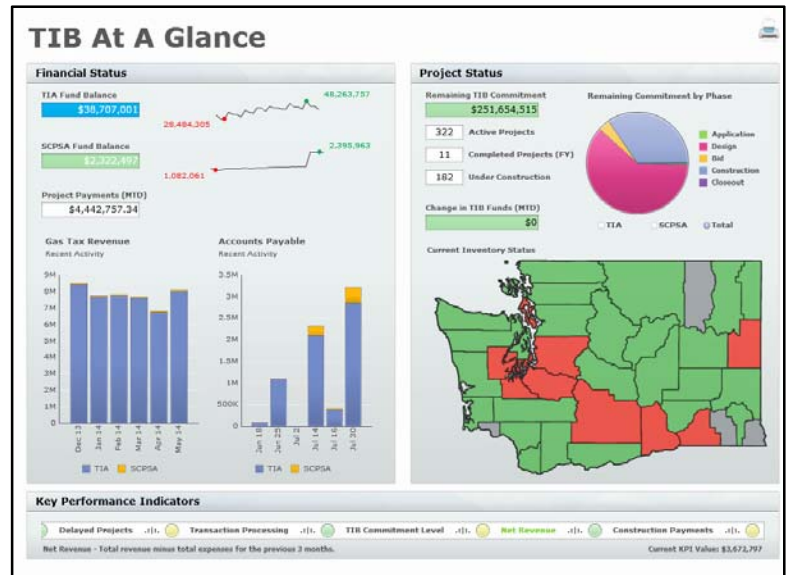 TIB At A Glance
Financial Status
TIA Fund Balance
$38,707,001
48,263,757
28,484,205
SCPSA Fund Balance
$2,322,497
2,395,963
1,082,061
Project Payments (MTD)
$4,442,757.34
Gas Tax Revenue
Recent Activity
9M
8M
7M
6M
5M
4M
3M
2M
1M
0
Dec 13
Jan 14
Feb 14
Mar 14
Apr 14
May 14
TIA SCPSA
Accounts Payable
Recent Activity
3.5M
3M
2.5M
2M
1.5M
1M
500K
0
Jun 18
Jun 25
Jul 2
Jul 14
Jul 16
Jul 30
TIA SCPSA
Project Status
Remaining TIB Commitment
$251,654,515
322 Active Projects
11 Completed Projects (FY)
182 Under Construction
Change in TIB Funds (MTD)
$0
Remaining Commitment by Phase
Application
Design
Bid
Construction
Closeout
TIA SCPSA Total
Current Inventory Status
Key Performance Indicators
Delayed Projects Transaction Processing TIB Commitment Level Net Revenue Construction Payments
Net Revenue - Total revenue minus total expenses for the previous 3 months. Current KPI Value: $3,672,797